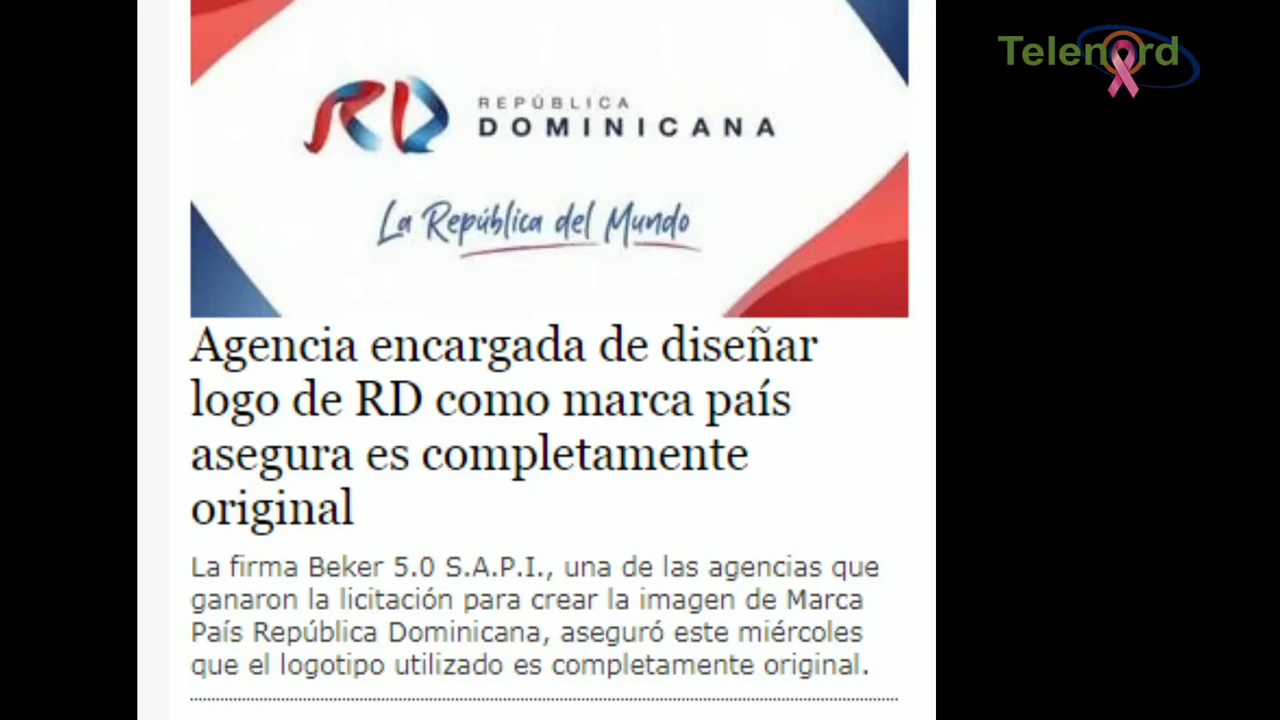 Telenord
RD
REPÚBLICA
DOMINICANA
La República del Mundo
Agencia encargada de diseñar
logo de RD como marca país
asegura es completamente
original
La firma Beker 5.0 S.A.P.I., una de las agencias que
ganaron la licitación para crear la imagen de Marca
País República Dominicana, aseguró este miércoles
que el logotipo utilizado es completamente original.